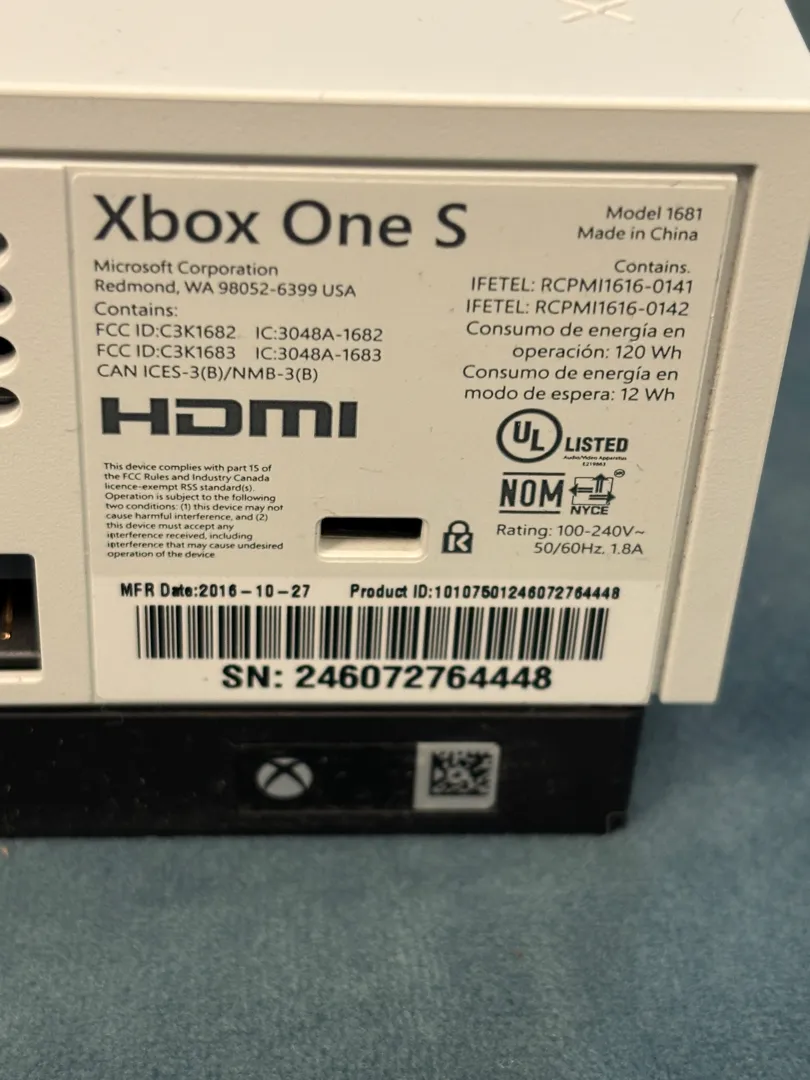 Xbox One S
Model 1681
Made in China
Microsoft Corporation
Redmond, WA 98052-6399 USA
Contains:
FCC ID:C3K1682 IC:3048A-1682
FCC ID:C3K1683 IC:3048A-1683
CAN ICES-3(B)/NMB-3(B)
Contains.
IFETEL: RCPMI1616-0141
IFETEL: RCPMI1616-0142
Consumo de energía en
operación: 120 Wh
Consumo de energía en
modo de espera: 12 Wh
HDMI
UL LISTED
Audio/Video Apparatus
E219863
NOM
NYCE
This device complies with part 15 of
the FCC Rules and Industry Canada
licence-exempt RSS standard(s).
Operation is subject to the following
two conditions: (1) this device may not
cause harmful interference, and (2)
this device must accept any
interference received, including
interference that may cause undesired
operation of the device
K
Rating: 100-240V~
50/60Hz. 1.8A
MFR Date:2016-10-27 Product ID:10107501246072764448
SN: 246072764448